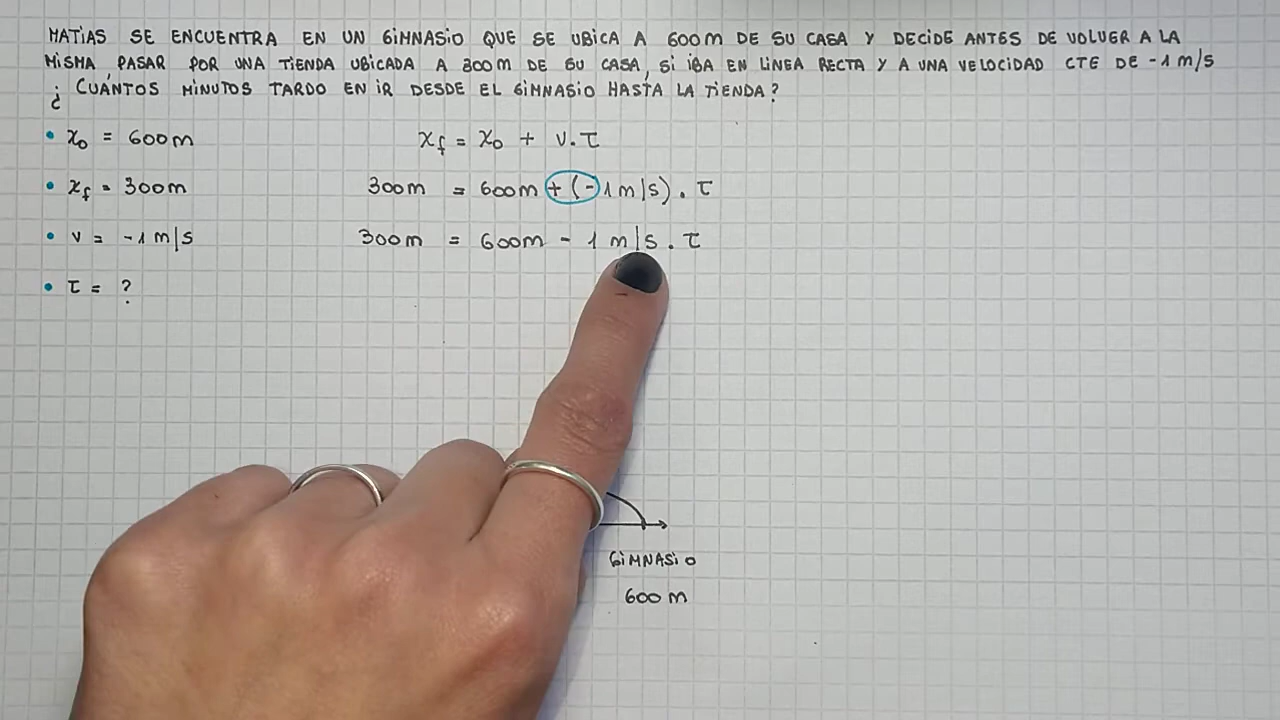 MATIAS SE ENCUENTRA EN UN GIMNASIO QUE SE UBICA A 600m DE SU CASA Y DECIDE ANTES DE VOLVER A LA
MISMA, PASAR POR UNA TIENDA UBICADA A 300m DE SU CASA, SI IBA EN LINEA RECTA Y A UNA VELOCIDAD CTE DE -1 m/s
¿ CUÁNTOS MINUTOS TARDO EN IR DESDE EL GIMNASIO HASTA LA TIENDA?
• x₀ = 600m
xf = x₀ + v.t
• xf = 300m
300m = 600m + (-1m/s) . t
• v = -1 m/s
300m = 600m - 1 m/s . t
• t = ?
GIMNASIO
600 m